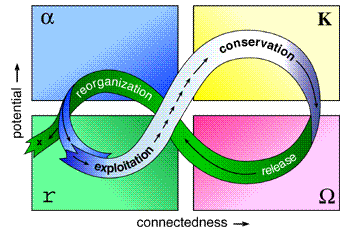 α
K
reorganization
conservation
potential →
exploitation
release
x
r
Ω
connectedness →